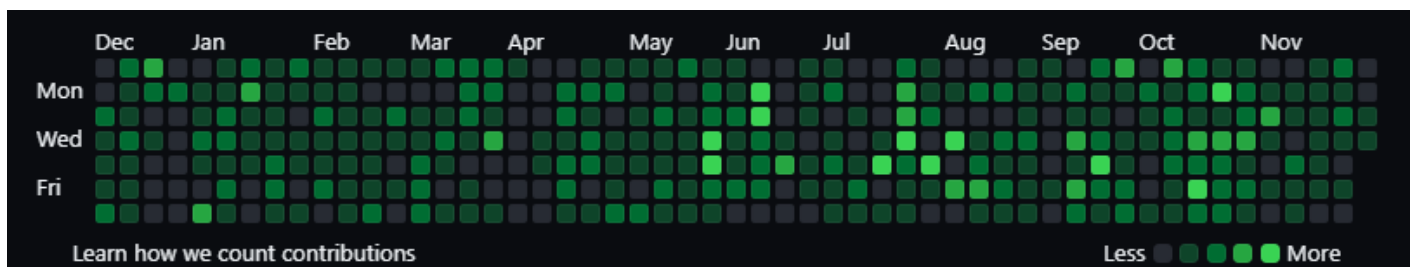 Dec Jan Feb Mar Apr May Jun Jul Aug Sep Oct Nov
Mon
Wed
Fri
Learn how we count contributions
Less More